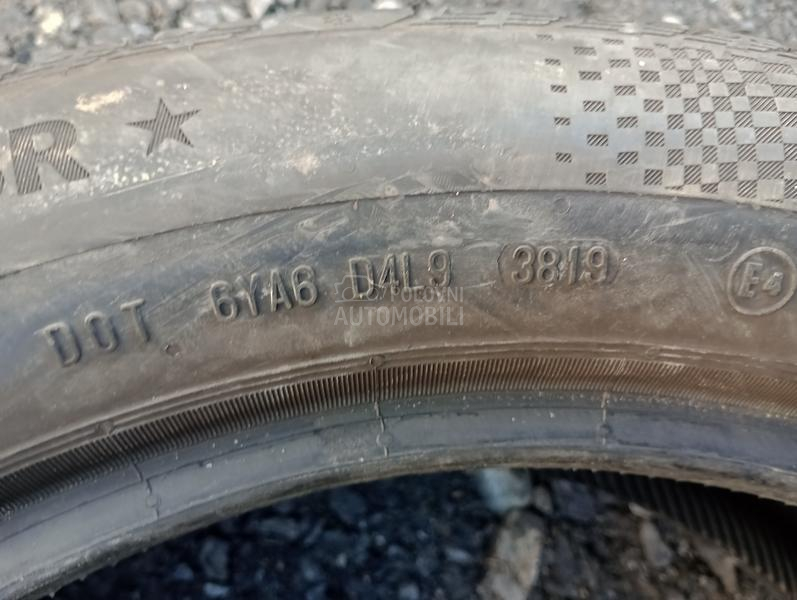 R ★
DOT 6YA6 D4L9 3819 E4
POLOVNI
AUTOMOBILI